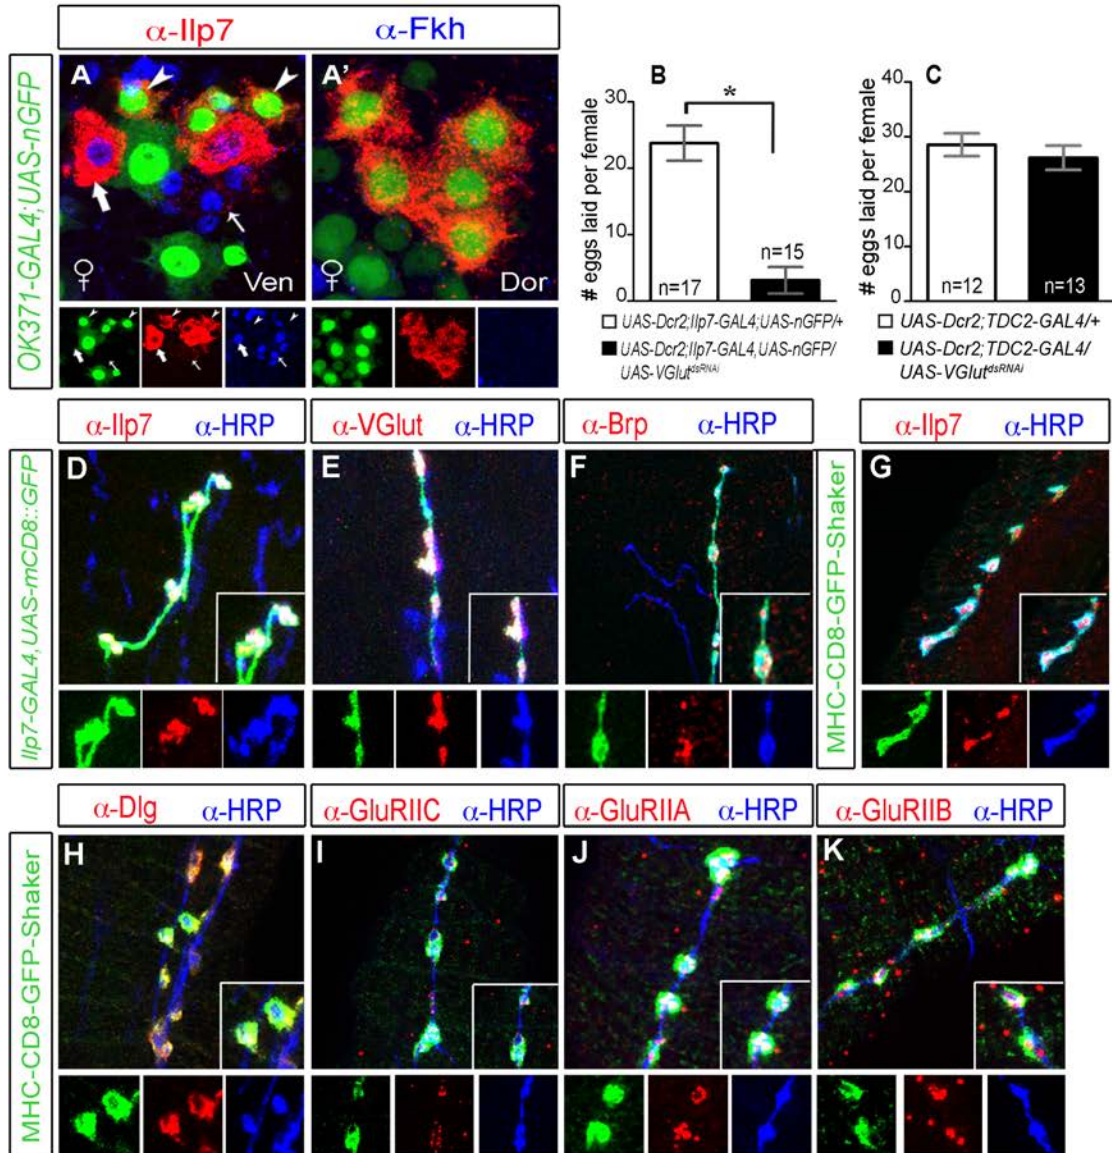 α-Ilp7 α-Fkh
OK371-GAL4;UAS-nGFP
A
♀
Ven
A'
♀
Dor
B
# eggs laid per female
30
20
10
0
*
n=17
n=15
UAS-Dcr2;Ilp7-GAL4;UAS-nGFP/+
UAS-Dcr2;Ilp7-GAL4,UAS-nGFP/
UAS-VGlutdsRNAi
C
# eggs laid per female
40
30
20
10
0
n=12
n=13
UAS-Dcr2;TDC2-GAL4/+
UAS-Dcr2;TDC2-GAL4/
UAS-VGlutdsRNAi
Ilp7-GAL4,UAS-mCD8::GFP
α-Ilp7 α-HRP
D
α-VGlut α-HRP
E
α-Brp α-HRP
F
MHC-CD8-GFP-Shaker
α-Ilp7 α-HRP
G
MHC-CD8-GFP-Shaker
α-Dlg α-HRP
H
α-GluRIIC α-HRP
I
α-GluRIIA α-HRP
J
α-GluRIIB α-HRP
K